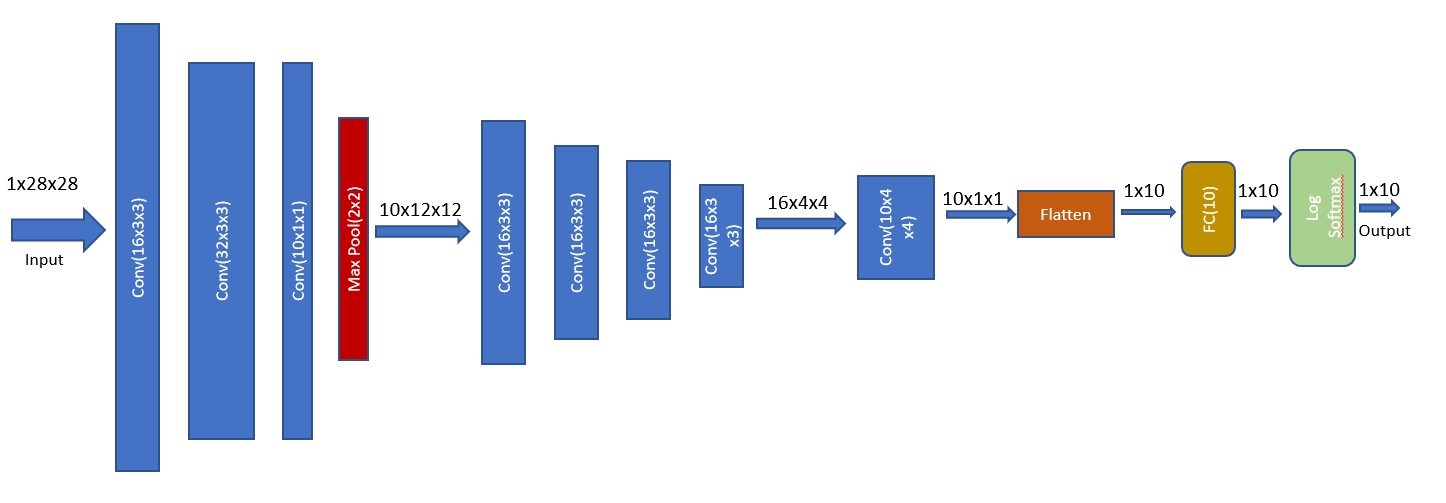 1x28x28
Input
Conv(16x3x3)
Conv(32x3x3)
Conv(10x1x1)
Max Pool(2x2)
10x12x12
Conv(16x3x3)
Conv(16x3x3)
Conv(16x3x3)
Conv(16x3
x3)
16x4x4
Conv(10x4
x4)
10x1x1
Flatten
1x10
FC(10)
1x10
Log
Softmax
1x10
Output